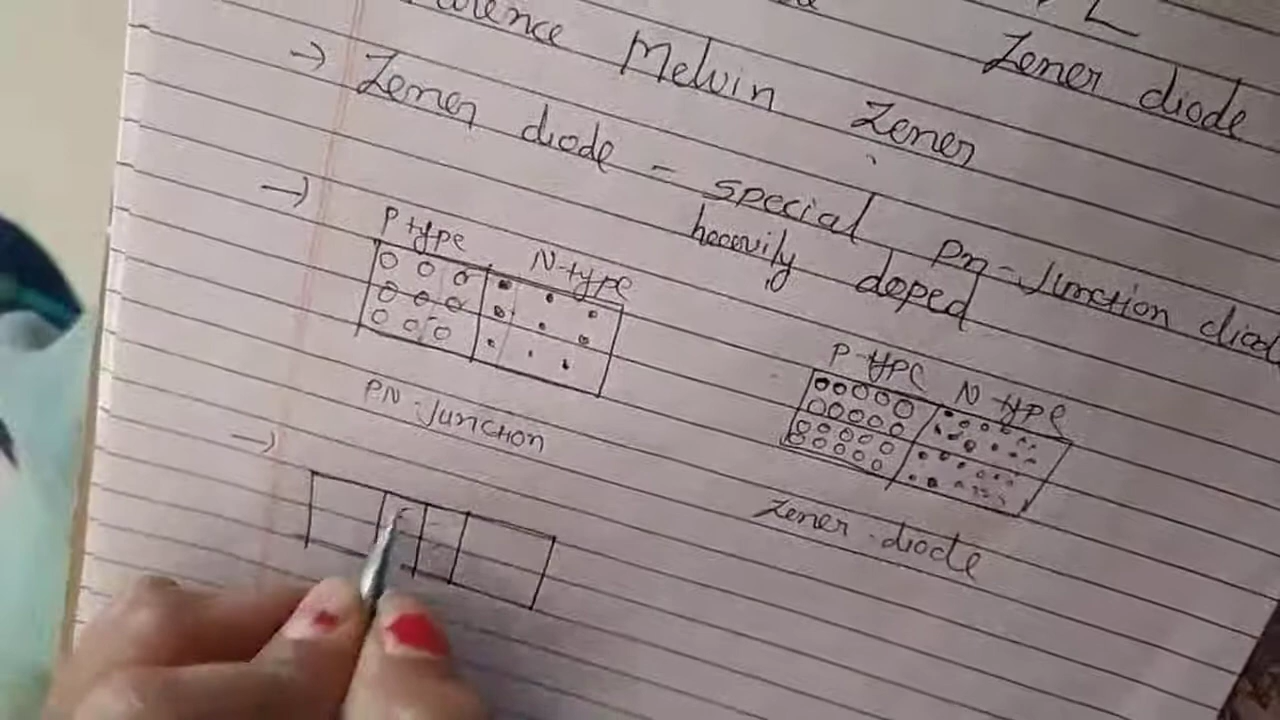 Zener diode
Melvin Zener
→ Zener diode - special Pn-Junction diod
heavily doped
→ P type N-type
PN-Junction
P-type N-type
Zener diode
→